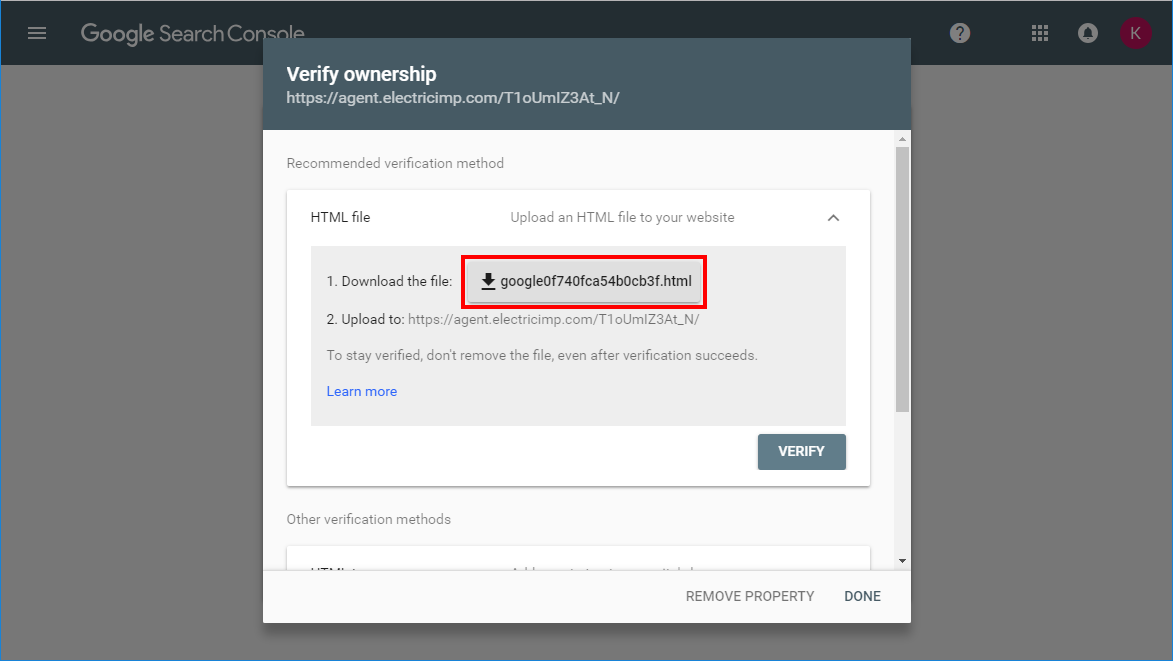 Google Search Console
?
K
Verify ownership
https://agent.electricimp.com/T1oUmIZ3At_N/
Recommended verification method
HTML file Upload an HTML file to your website
1. Download the file: google0f740fca54b0cb3f.html
2. Upload to: https://agent.electricimp.com/T1oUmIZ3At_N/
To stay verified, don't remove the file, even after verification succeeds.
Learn more
VERIFY
Other verification methods
REMOVE PROPERTY DONE